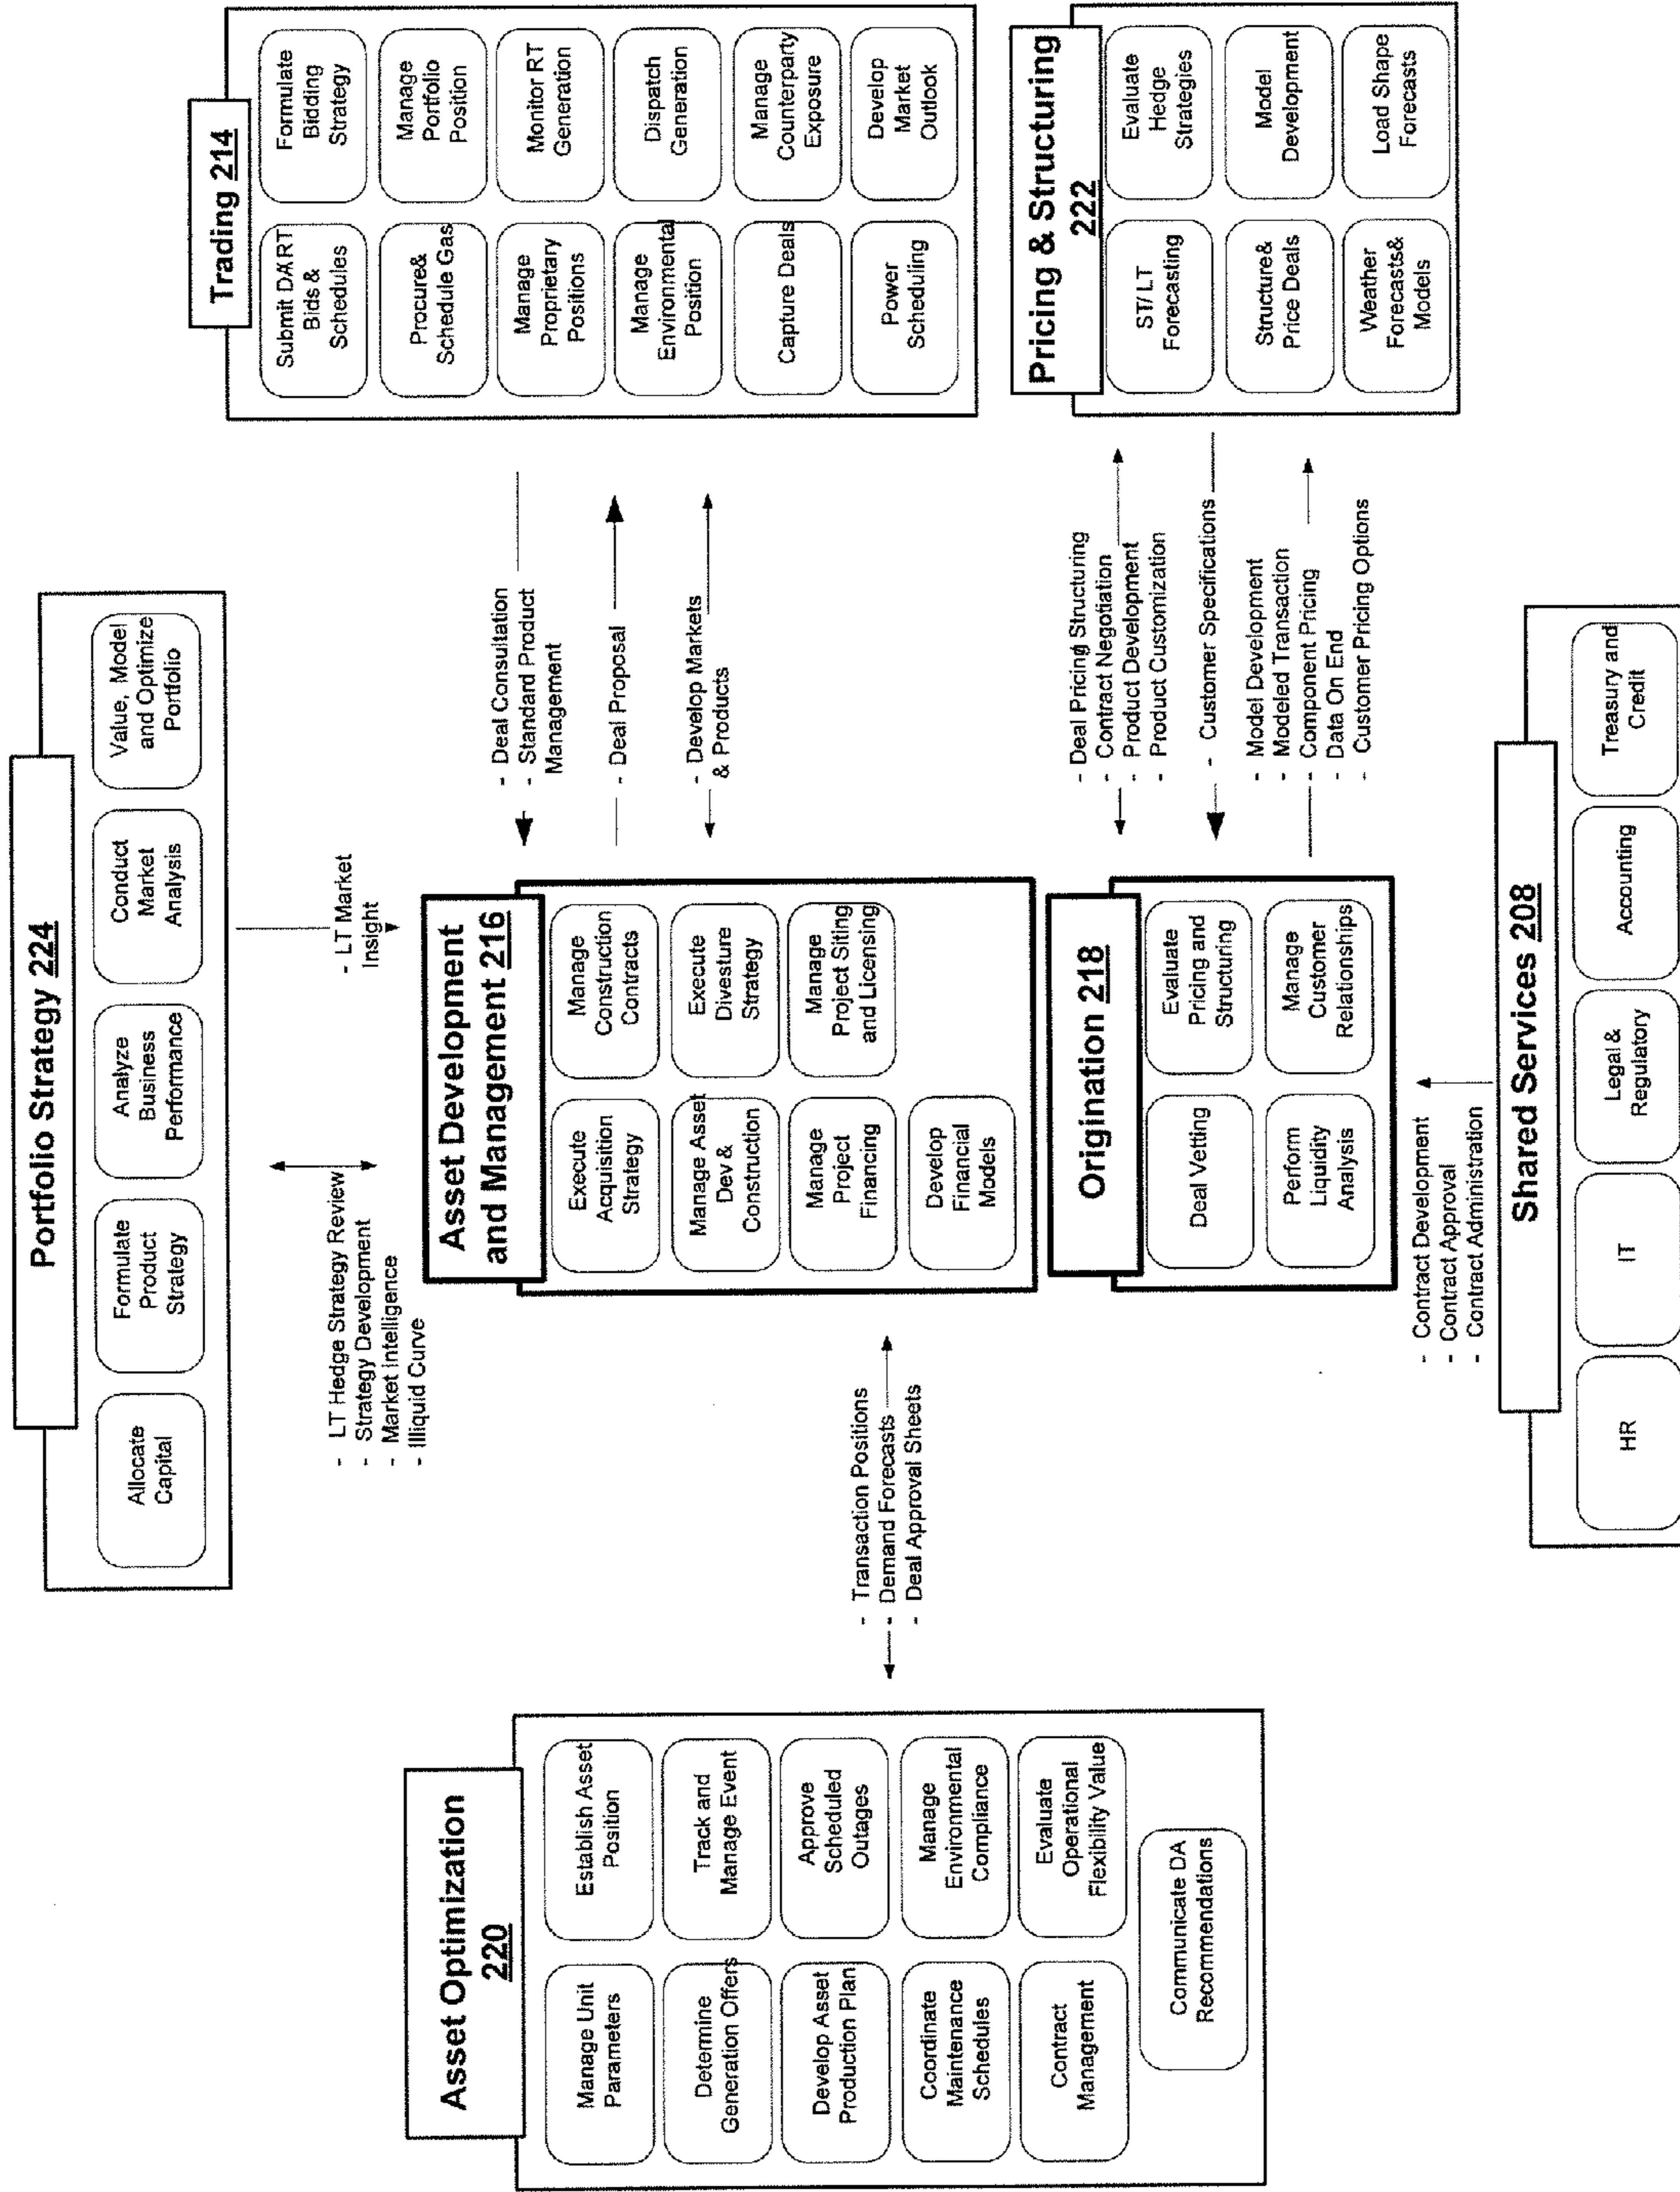 Portfolio Strategy 224
Allocate
Capital
Formulate
Product
Strategy
Analyze
Business
Performance
Conduct
Market
Analysis
Value, Model
and Optimize
Portfolio
- LT Hedge Strategy Review
- Strategy Development
- Market Intelligence
- Illiquid Curve
- LT Market
Insight
Asset Optimization
220
Manage Unit
Parameters
Establish Asset
Position
Determine
Generation Offers
Track and
Manage Event
Develop Asset
Production Plan
Approve
Scheduled
Outages
Coordinate
Maintenance
Schedules
Manage
Environmental
Compliance
Contract
Management
Evaluate
Operational
Flexibility Value
Communicate DA
Recommendations
- Transaction Positions
- Demand Forecasts
- Deal Approval Sheets
Asset Development
and Management 216
Execute
Acquisition
Strategy
Manage
Construction
Contracts
Manage Asset
Dev &
Construction
Execute
Divesture
Strategy
Manage
Project
Financing
Manage
Project Siting
and Licensing
Develop
Financial
Models
Origination 218
Deal Vetting
Evaluate
Pricing and
Structuring
Perform
Liquidity
Analysis
Manage
Customer
Relationships
- Deal Consultation
- Standard Product
Management
- Deal Proposal
- Develop Markets
& Products
- Deal Pricing Structuring
- Contract Negotiation
- Product Development
- Product Customization
- Customer Specifications
- Model Development
- Modeled Transaction
- Component Pricing
- Data On End
- Customer Pricing Options
Trading 214
Submit DA/RT
Bids &
Schedules
Formulate
Bidding
Strategy
Procure&
Schedule Gas
Manage
Portfolio
Position
Manage
Proprietary
Positions
Monitor RT
Generation
Manage
Environmental
Position
Dispatch
Generation
Capture Deals
Manage
Counterparty
Exposure
Power
Scheduling
Develop
Market
Outlook
Pricing & Structuring
222
ST/ LT
Forecasting
Evaluate
Hedge
Strategies
Structure&
Price Deals
Model
Development
Weather
Forecasts&
Models
Load Shape
Forecasts
- Contract Development
- Contract Approval
- Contract Administration
Shared Services 208
HR
IT
Legal &
Regulatory
Accounting
Treasury and
Credit